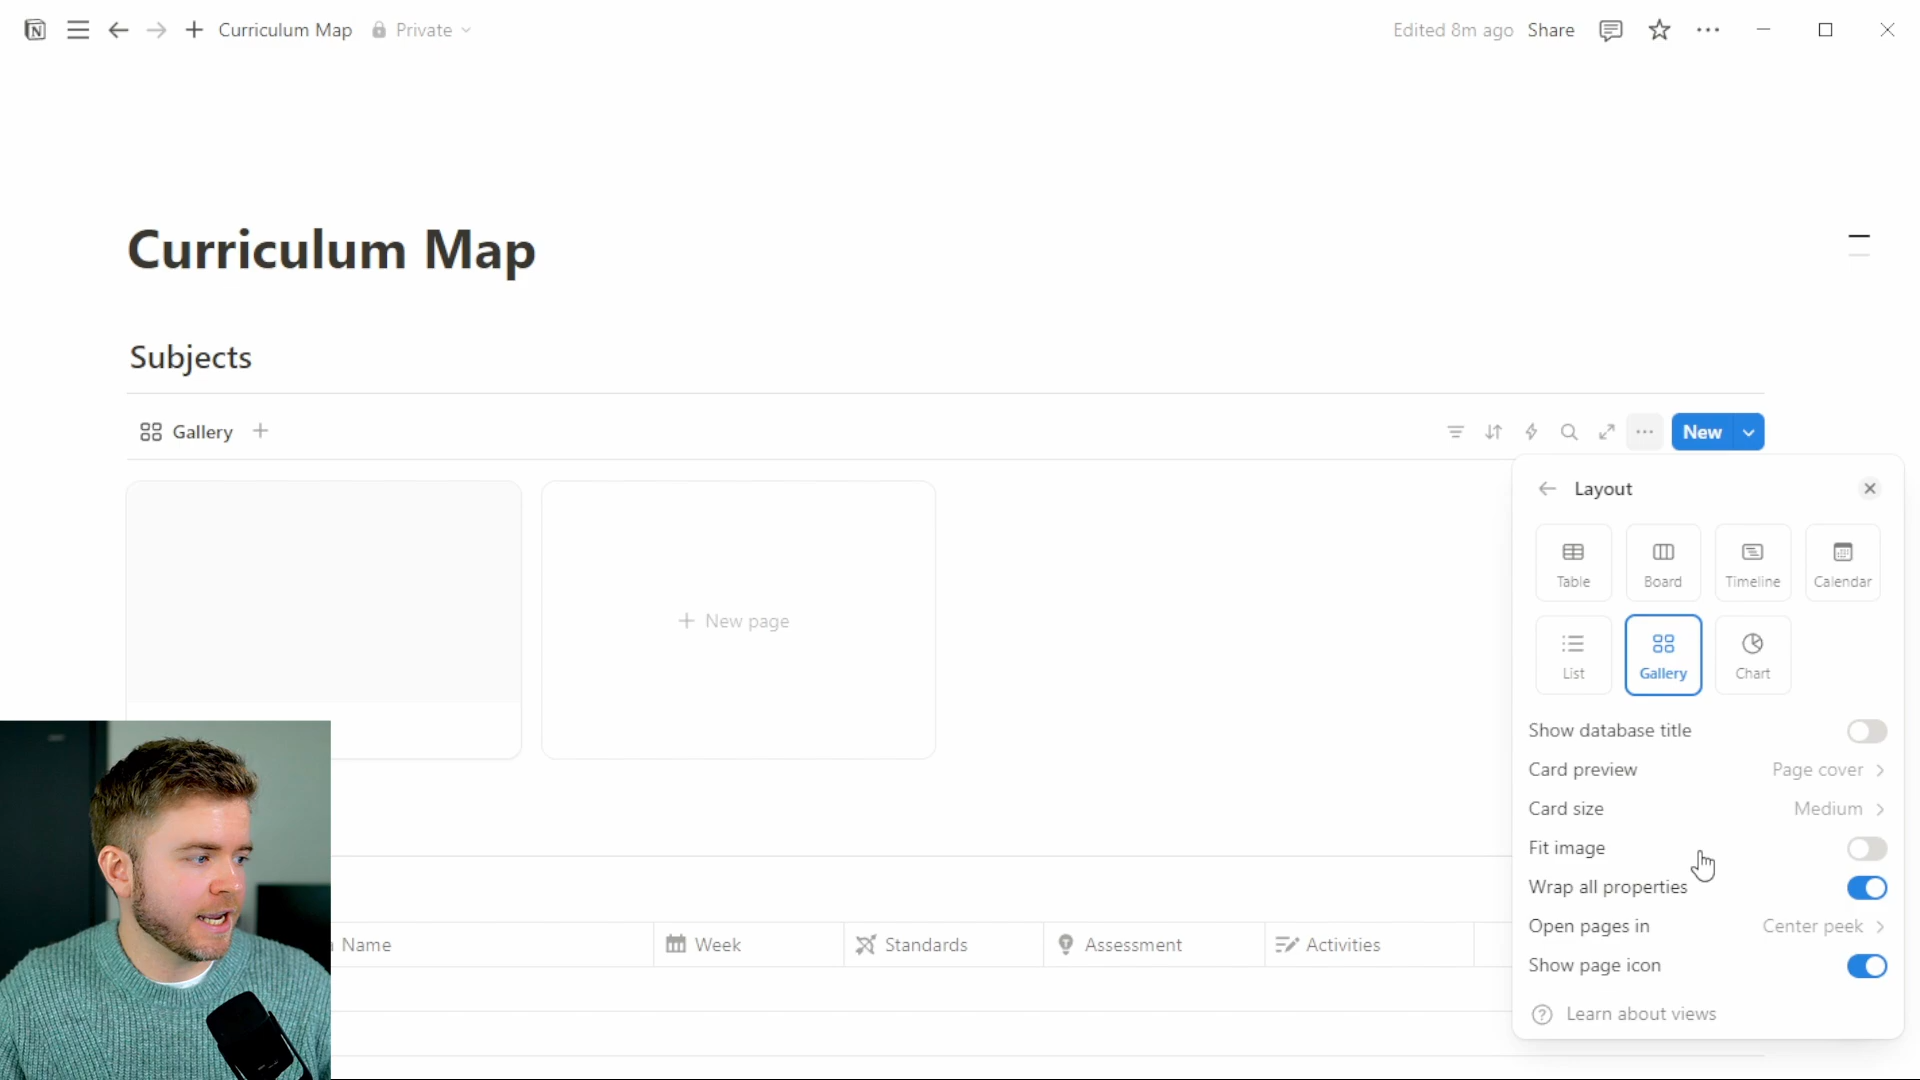 Curriculum Map Private
Edited 8m ago Share
Curriculum Map
Subjects
Gallery
New
Layout
Table Board Timeline Calendar
List Gallery Chart
New page
Show database title
Card preview Page cover
Card size Medium
Fit image
Wrap all properties
Open pages in Center peek
Show page icon
Learn about views
Name Week Standards Assessment Activities